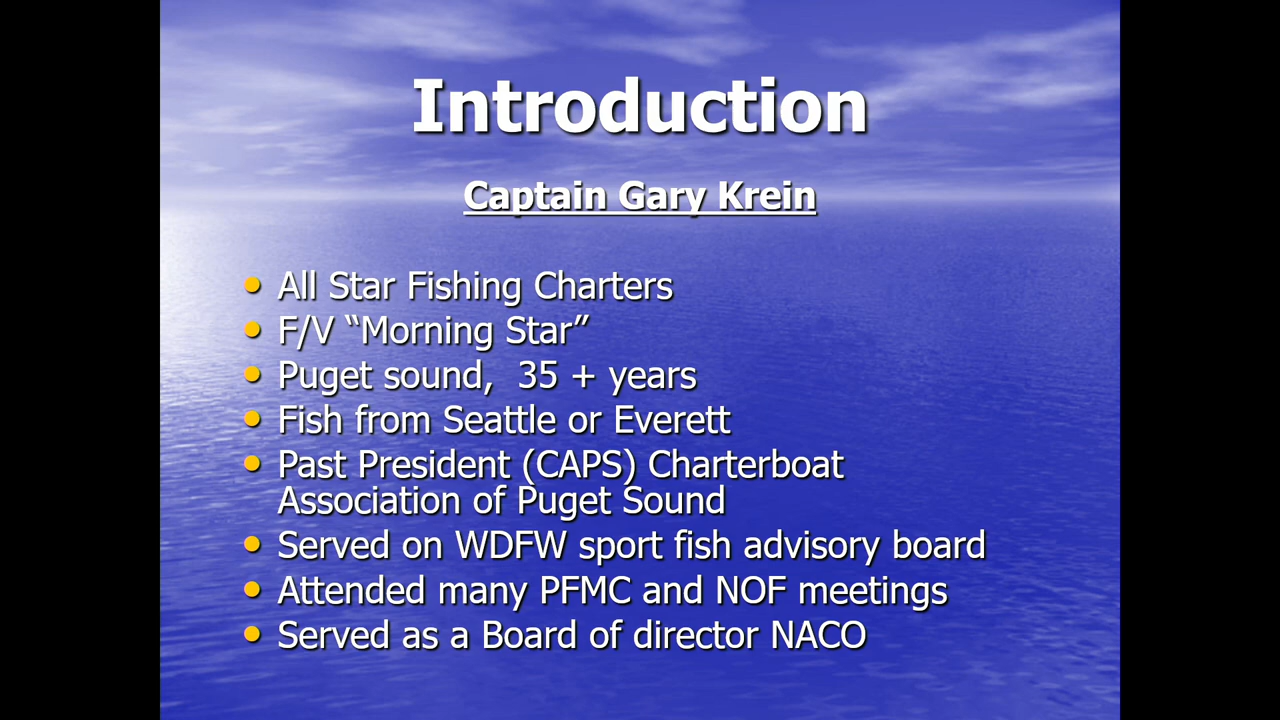 Introduction
Captain Gary Krein
• All Star Fishing Charters
• F/V “Morning Star”
• Puget sound,  35 + years
• Fish from Seattle or Everett
• Past President (CAPS) Charterboat
Association of Puget Sound
• Served on WDFW sport fish advisory board
• Attended many PFMC and NOF meetings
• Served as a Board of director NACO